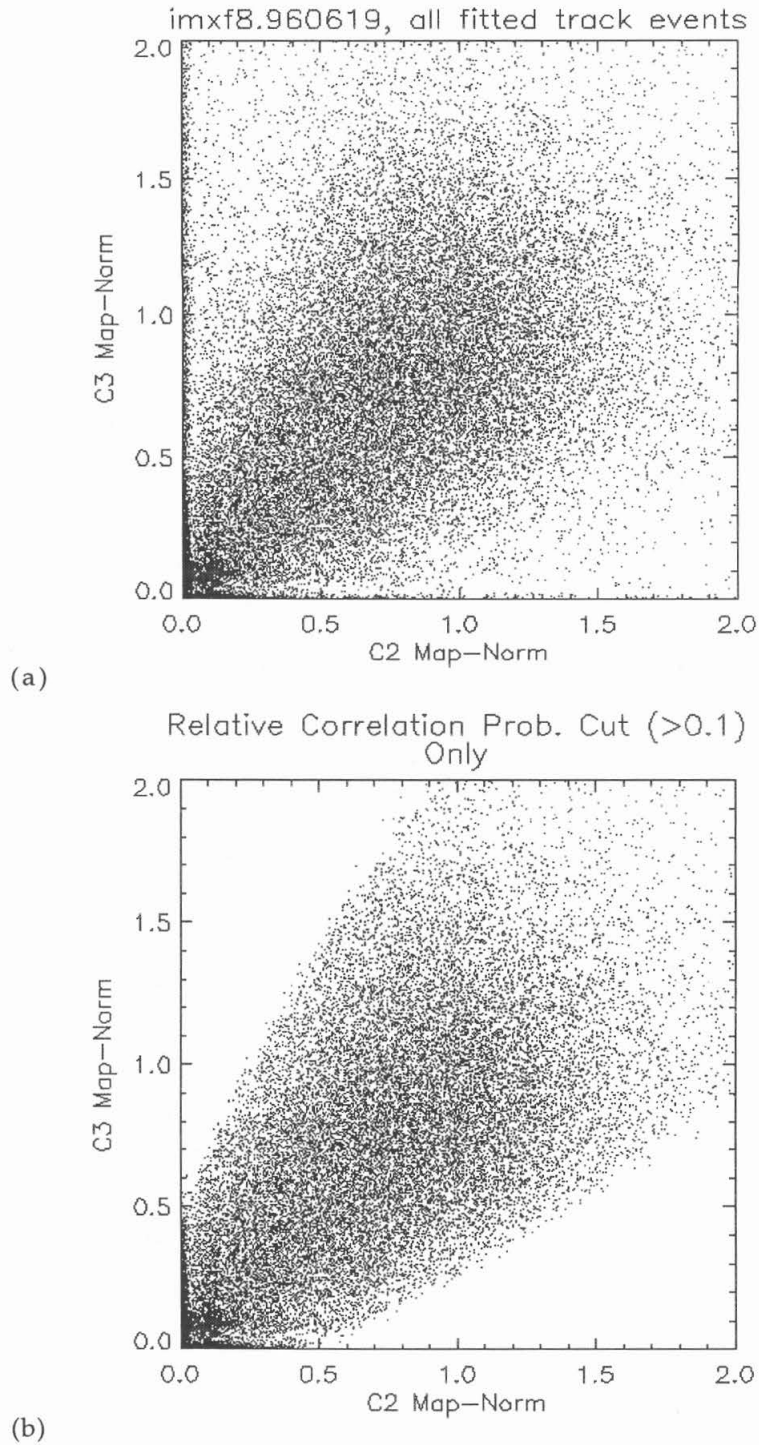 imxf8.960619, all fitted track events
2.0
1.5
C3 Map-Norm
1.0
0.5
0.0
0.0 0.5 1.0 1.5 2.0
C2 Map-Norm
(a)
Relative Correlation Prob. Cut (>0.1)
Only
2.0
1.5
C3 Map-Norm
1.0
0.5
0.0
0.0 0.5 1.0 1.5 2.0
C2 Map-Norm
(b)